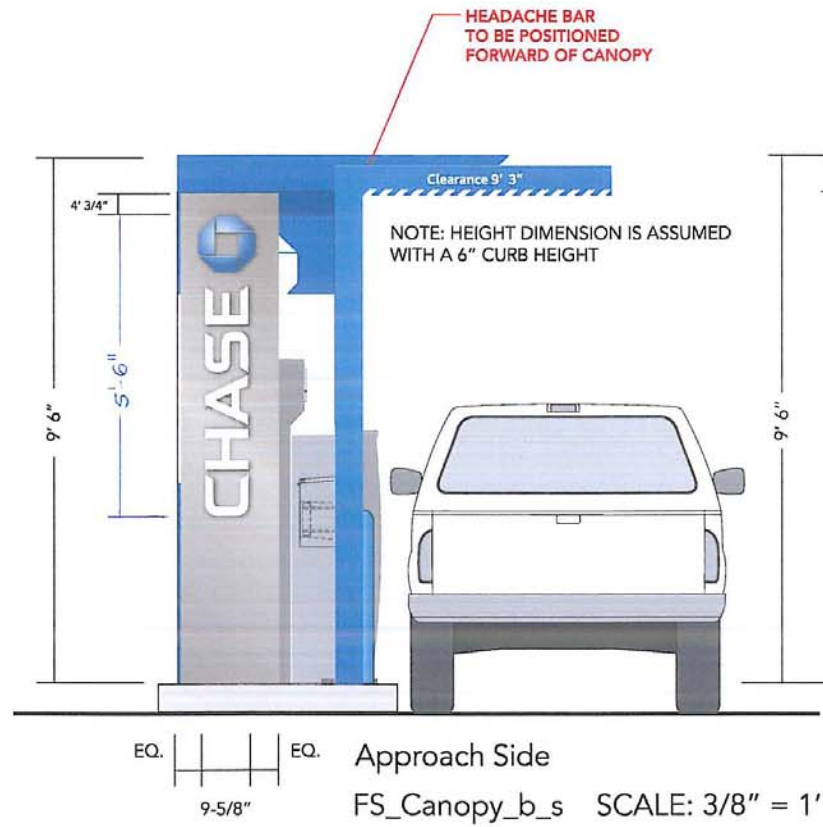 HEADACHE BAR
TO BE POSITIONED
FORWARD OF CANOPY
Clearance 9' 3"
4' 3/4"
NOTE: HEIGHT DIMENSION IS ASSUMED
WITH A 6" CURB HEIGHT
CHASE
5'-6"
9' 6"
9' 6"
EQ.
EQ.
9-5/8"
Approach Side
FS_Canopy_b_s SCALE: 3/8" = 1'